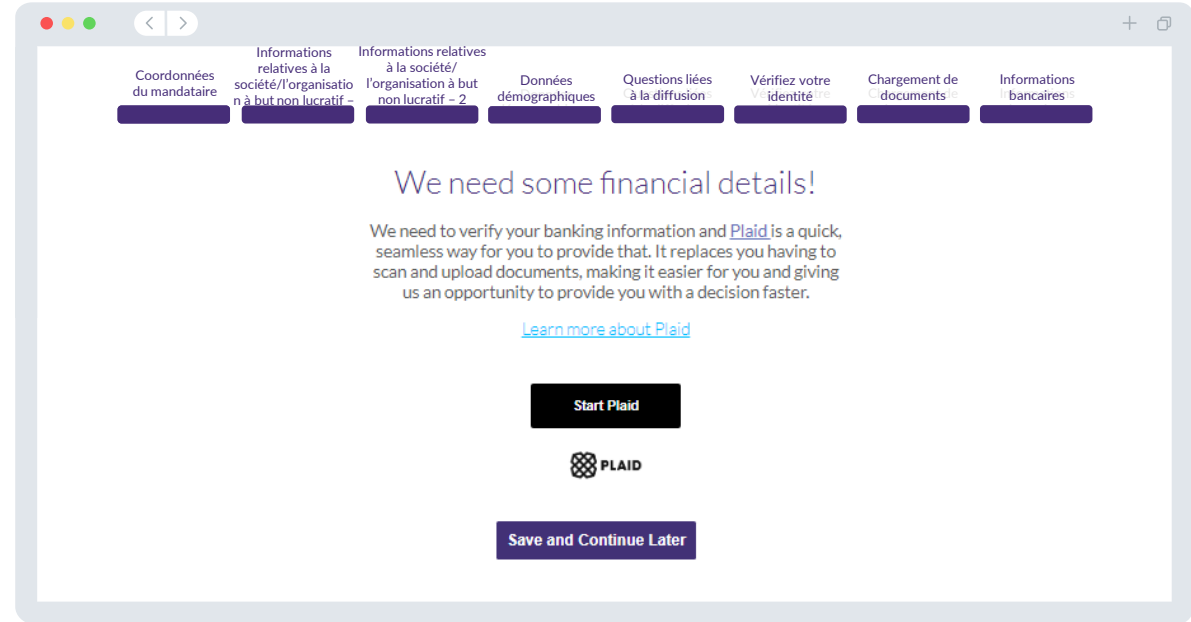 Coordonnées
du mandataire
Informations
relatives à la
société/l'organisatio
n à but non lucratif –
Informations relatives
à la société/
l'organisation à but
non lucratif – 2
Données
démographiques
Questions liées
à la diffusion
Vérifiez votre
identité
Chargement de
documents
Informations
bancaires
We need some financial details!
We need to verify your banking information and Plaid is a quick,
seamless way for you to provide that. It replaces you having to
scan and upload documents, making it easier for you and giving
us an opportunity to provide you with a decision faster.
Learn more about Plaid
Start Plaid
PLAID
Save and Continue Later